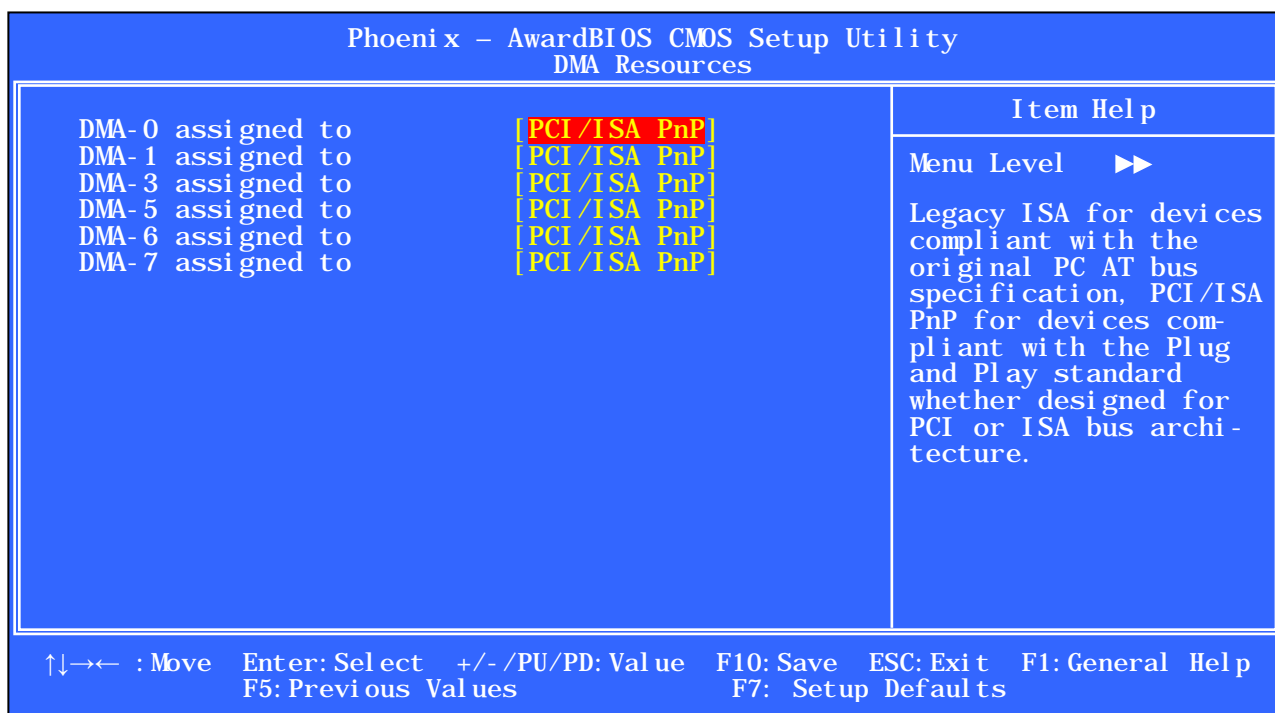 Phoenix – AwardBIOS CMOS Setup Utility
DMA Resources
DMA-0 assigned to [PCI/ISA PnP]
DMA-1 assigned to [PCI/ISA PnP]
DMA-3 assigned to [PCI/ISA PnP]
DMA-5 assigned to [PCI/ISA PnP]
DMA-6 assigned to [PCI/ISA PnP]
DMA-7 assigned to [PCI/ISA PnP]
Item Help
Menu Level ▶▶
Legacy ISA for devices
compliant with the
original PC AT bus
specification, PCI/ISA
PnP for devices com-
pliant with the Plug
and Play standard
whether designed for
PCI or ISA bus archi-
tecture.
↑↓→← :Move Enter:Select +/-/PU/PD:Value F10:Save ESC:Exit F1:General Help
F5:Previous Values F7: Setup Defaults